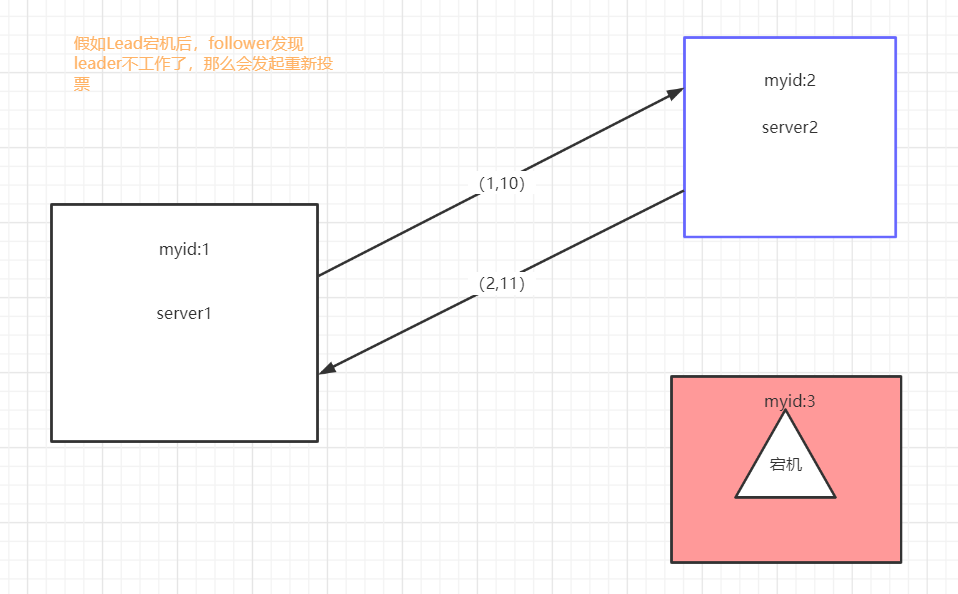 假如Lead宕机后，follower发现
leader不工作了，那么会发起重新投
票
myid:2
server2
(1,10)
myid:1
(2,11)
server1
myid:3
宕机